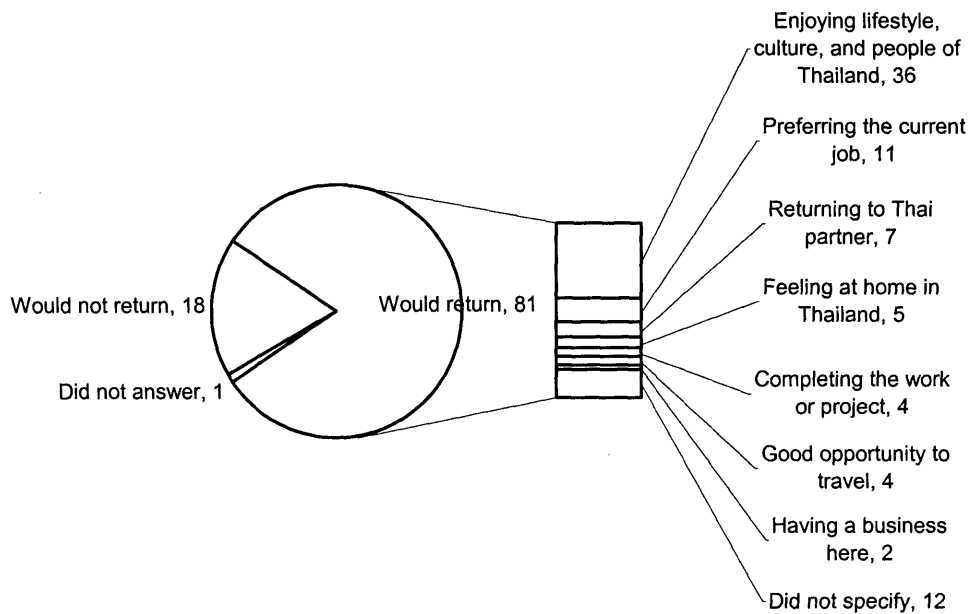 Would not return, 18
Did not answer, 1
Would return, 81
Enjoying lifestyle,
culture, and people of
Thailand, 36
Preferring the current
job, 11
Returning to Thai
partner, 7
Feeling at home in
Thailand, 5
Completing the work
or project, 4
Good opportunity to
travel, 4
Having a business
here, 2
Did not specify, 12